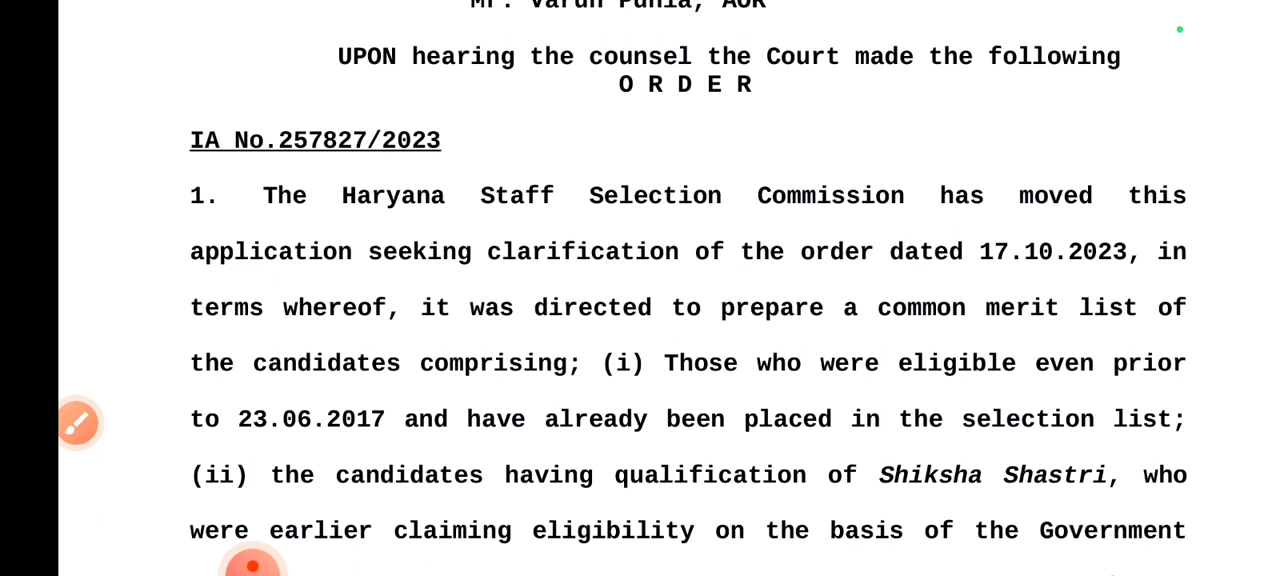 Mr. Varun Punia, AOR
UPON hearing the counsel the Court made the following
O R D E R
IA No.257827/2023
1. The Haryana Staff Selection Commission has moved this
application seeking clarification of the order dated 17.10.2023, in
terms whereof, it was directed to prepare a common merit list of
the candidates comprising; (i) Those who were eligible even prior
to 23.06.2017 and have already been placed in the selection list;
(ii) the candidates having qualification of Shiksha Shastri, who
were earlier claiming eligibility on the basis of the Government